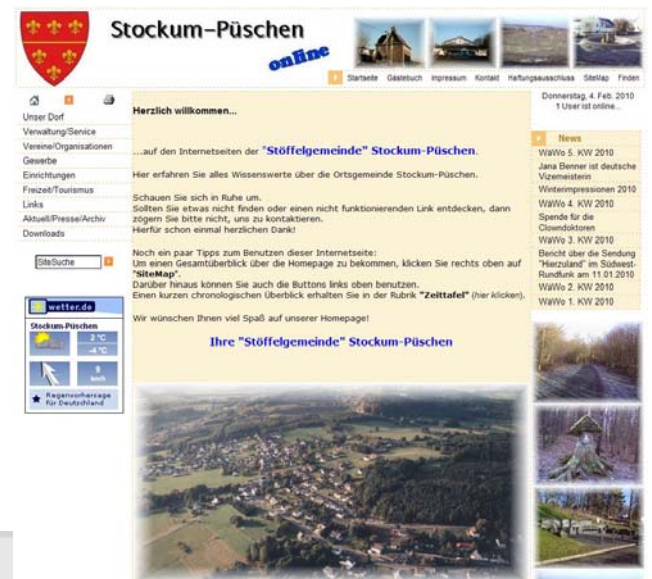 Stockum-Püschen
online
Startseite Gästebuch Impressum Kontakt Haftungsausschluss SiteMap Finden
Unser Dorf
Verwaltung/Service
Vereine/Organisationen
Gewerbe
Einrichtungen
Freizeit/Tourismus
Links
Aktuell/Presse/Archiv
Downloads
SiteSuche
wetter.de
Stockum-Püschen
2 °C
-4 °C
9
km/h
Regenvorhersage
für Deutschland
Herzlich willkommen...
...auf den Internetseiten der "Stöffelgemeinde" Stockum-Püschen.
Hier erfahren Sie alles Wissenswerte über die Ortsgemeinde Stockum-Püschen.
Schauen Sie sich in Ruhe um.
Sollten Sie etwas nicht finden oder einen nicht funktionierenden Link entdecken, dann
zögern Sie bitte nicht, uns zu kontaktieren.
Hierfür schon einmal herzlichen Dank!
Noch ein paar Tipps zum Benutzen dieser Internetseite:
Um einen Gesamtüberblick über die Homepage zu bekommen, klicken Sie rechts oben auf
"SiteMap".
Darüber hinaus können Sie auch die Buttons links oben benutzen.
Einen kurzen chronologischen Überblick erhalten Sie in der Rubrik "Zeittafel" (hier klicken).
Wir wünschen Ihnen viel Spaß auf unserer Homepage!
Ihre "Stöffelgemeinde" Stockum-Püschen
Donnerstag, 4. Feb. 2010
1 User ist online...
News
WäWo 5. KW 2010
Jana Benner ist deutsche
Vizemeisterin
Winterimpressionen 2010
WäWo 4. KW 2010
Spende für die
Clowndoktoren
WäWo 3. KW 2010
Bericht über die Sendung
"Hierzuland" im Südwest-
Rundfunk am 11.01.2010
WäWo 2. KW 2010
WäWo 1. KW 2010